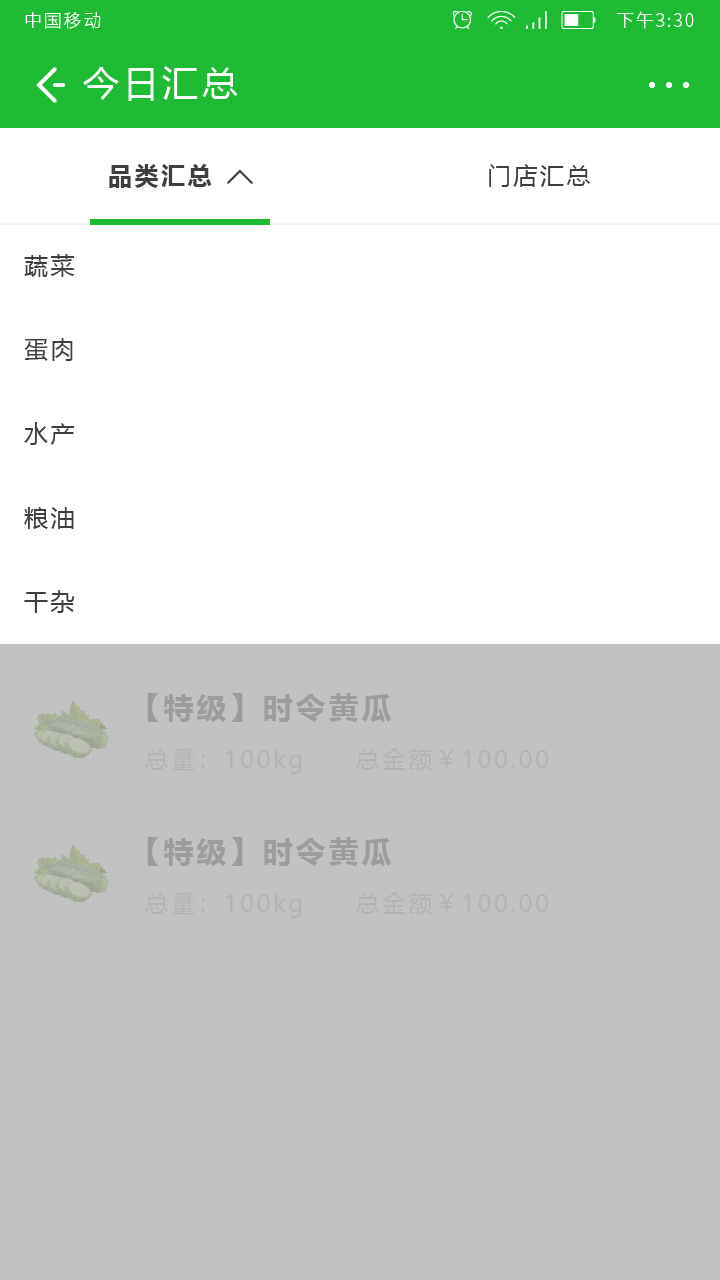 中国移动 下午3:30
今日汇总
品类汇总 门店汇总
蔬菜
蛋肉
水产
粮油
干杂
【特级】时令黄瓜
总量：100kg 总金额￥100.00
【特级】时令黄瓜
总量：100kg 总金额￥100.00